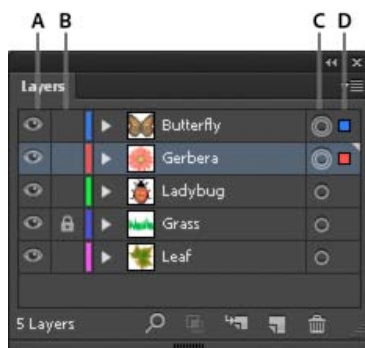 A B C D
Layers
Butterfly
Gerbera
Ladybug
Grass
Leaf
5 Layers